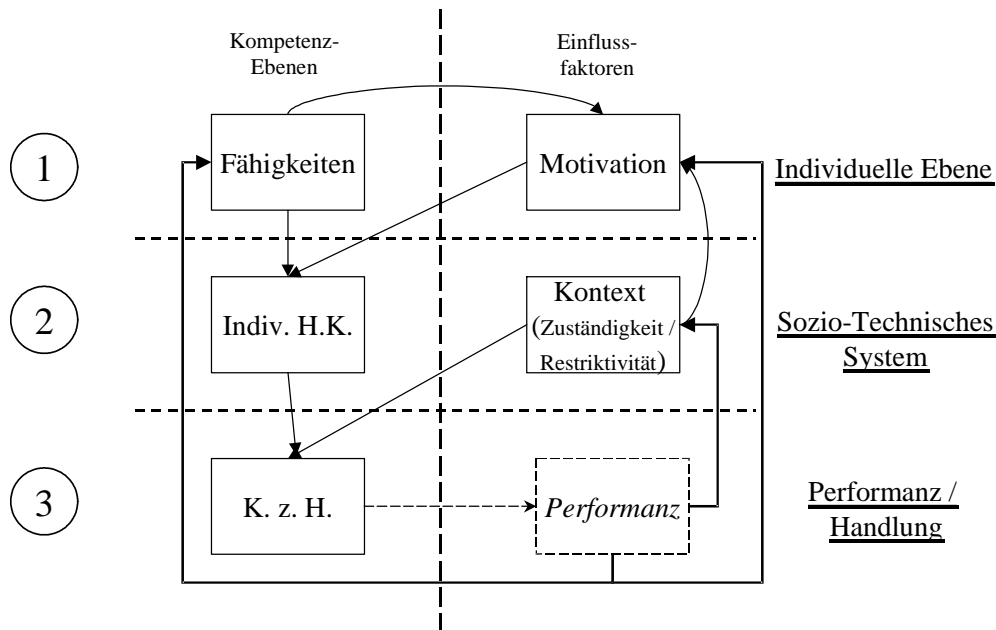 Kompetenz-
Ebenen
Einfluss-
faktoren
1
Fähigkeiten
Motivation
Individuelle Ebene
2
Indiv. H.K.
Kontext
(Zuständigkeit /
Restriktivität)
Sozio-Technisches
System
3
K. z. H.
Performanz
Performanz /
Handlung